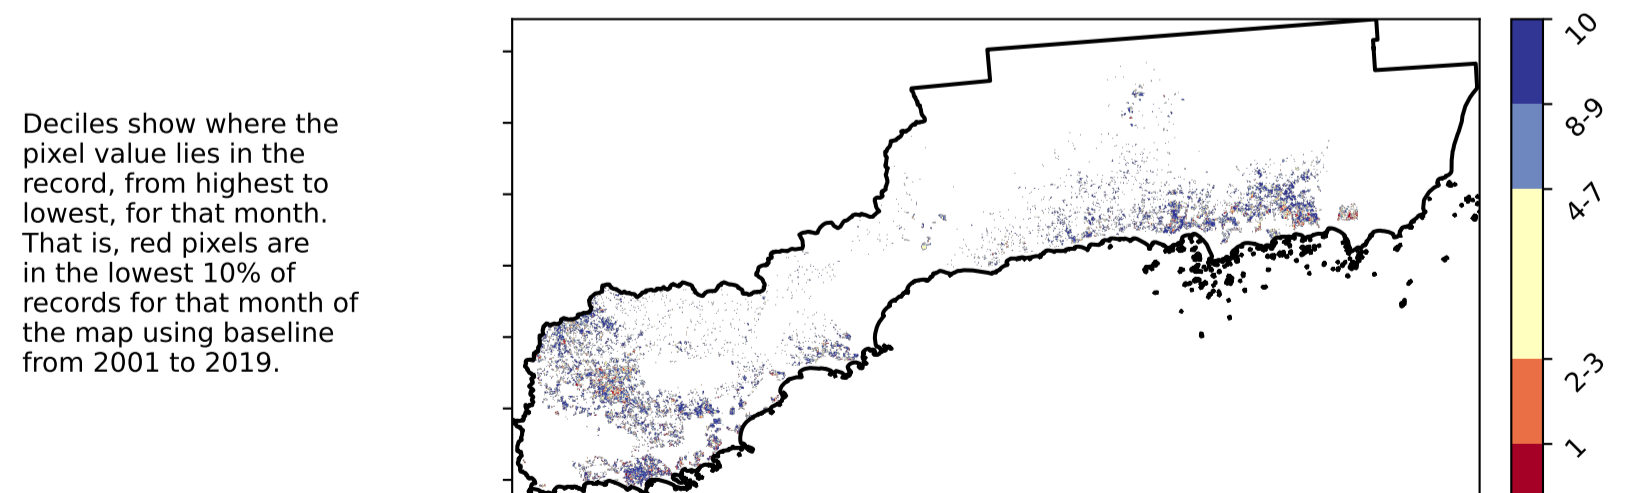 Deciles show where the
pixel value lies in the
record, from highest to
lowest, for that month.
That is, red pixels are
in the lowest 10% of
records for that month of
the map using baseline
from 2001 to 2019.
10
8-9
4-7
2-3
1